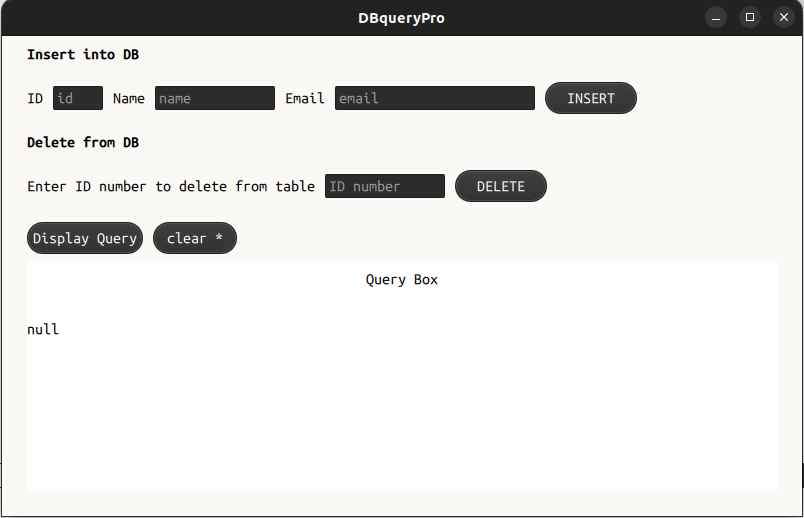 DBqueryPro
Insert into DB
ID id Name name Email email INSERT
Delete from DB
Enter ID number to delete from table ID number DELETE
Display Query clear *
Query Box
null